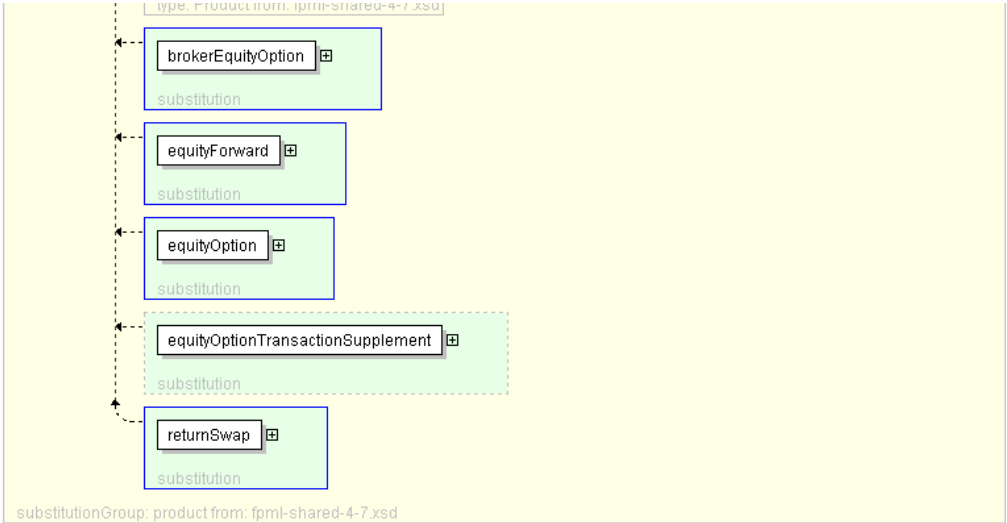 type: Product from: fpml-shared-4-7.xsd
brokerEquityOption
substitution
equityForward
substitution
equityOption
substitution
equityOptionTransactionSupplement
substitution
returnSwap
substitution
substitutionGroup: product from: fpml-shared-4-7.xsd